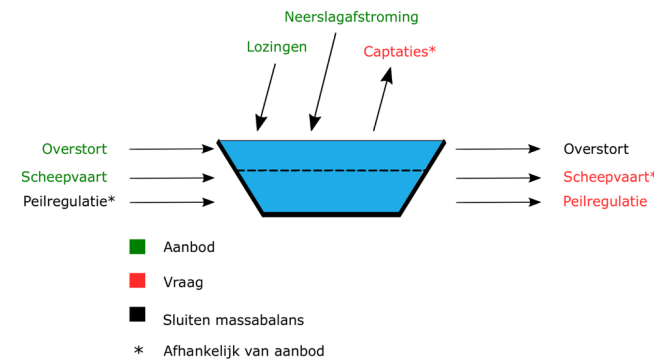 Neerslagafstroming
Lozingen
Captaties*
Overstort
Overstort
Scheepvaart
Scheepvaart*
Peilregulatie*
Peilregulatie
Aanbod
Vraag
Sluiten massabalans
* Afhankelijk van aanbod